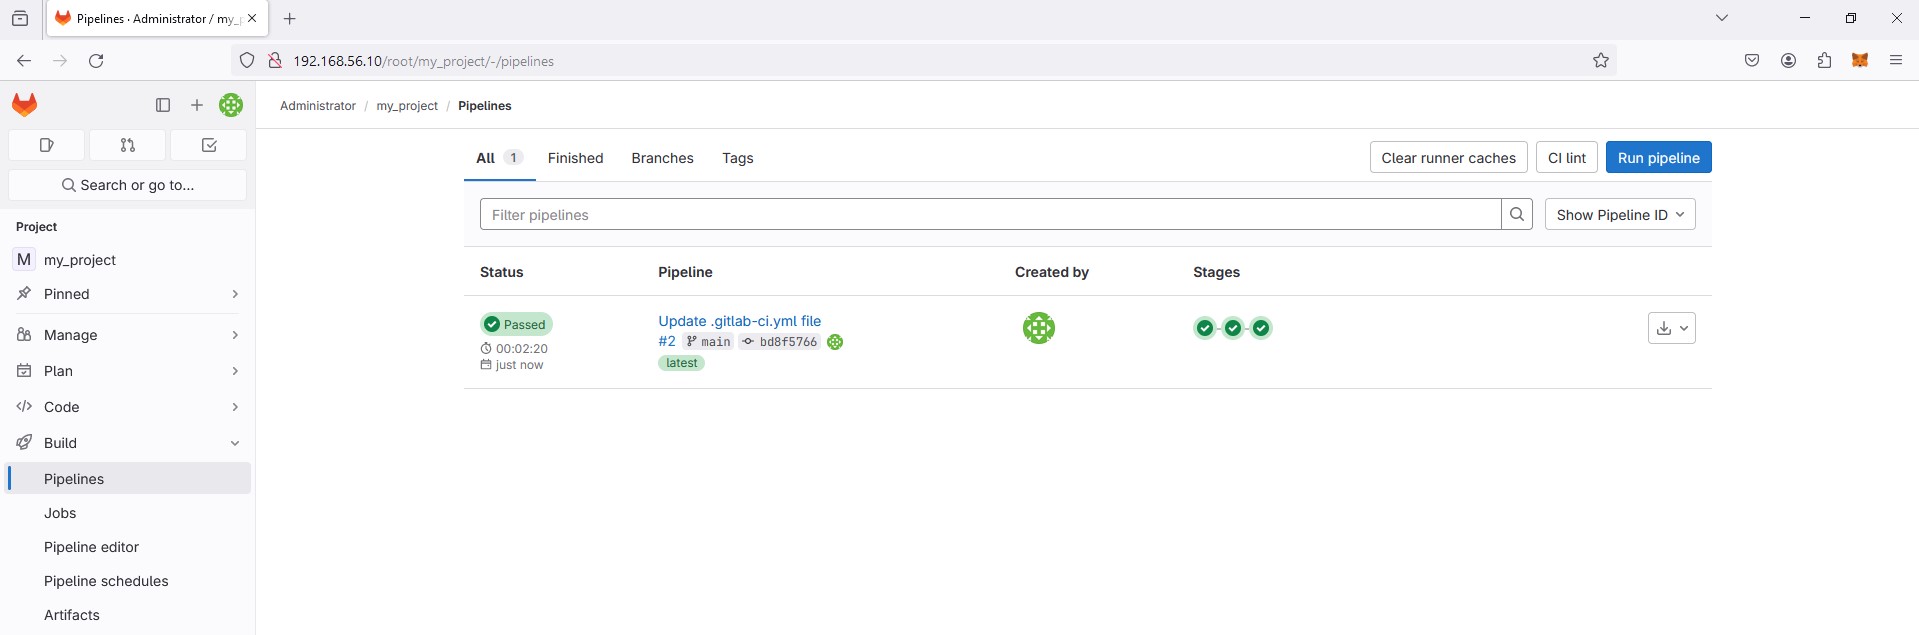 Pipelines · Administrator / my_p
192.168.56.10/root/my_project/-/pipelines
Administrator / my_project / Pipelines
All 1 Finished Branches Tags
Clear runner caches CI lint Run pipeline
Search or go to...
Filter pipelines
Show Pipeline ID
Project
M my_project
Pinned
Manage
Plan
Code
Build
Pipelines
Jobs
Pipeline editor
Pipeline schedules
Artifacts
Status Pipeline Created by Stages
Passed
00:02:20
just now
Update .gitlab-ci.yml file
#2 main bd8f5766
latest